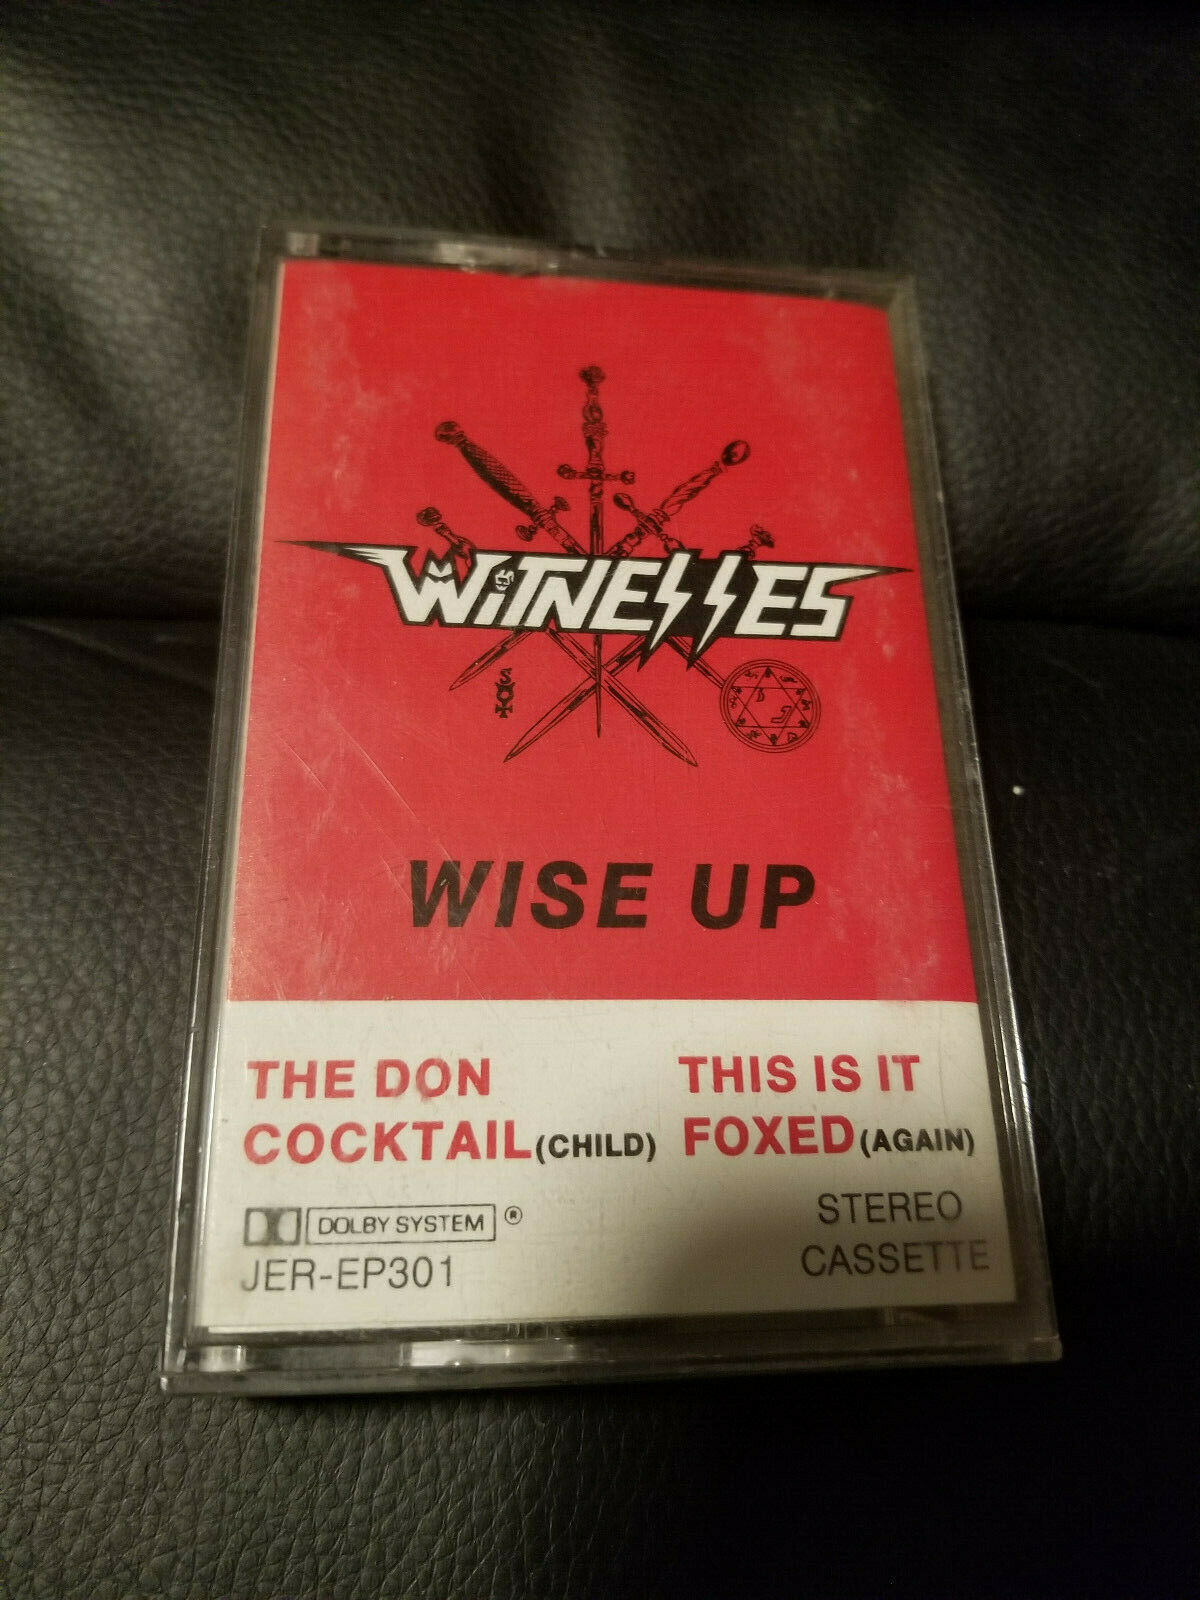 WiTNESSES
WISE UP
THE DON
COCKTAIL (CHILD)
THIS IS IT
FOXED (AGAIN)
DOLBY SYSTEM ®
JER-EP301
STEREO
CASSETTE